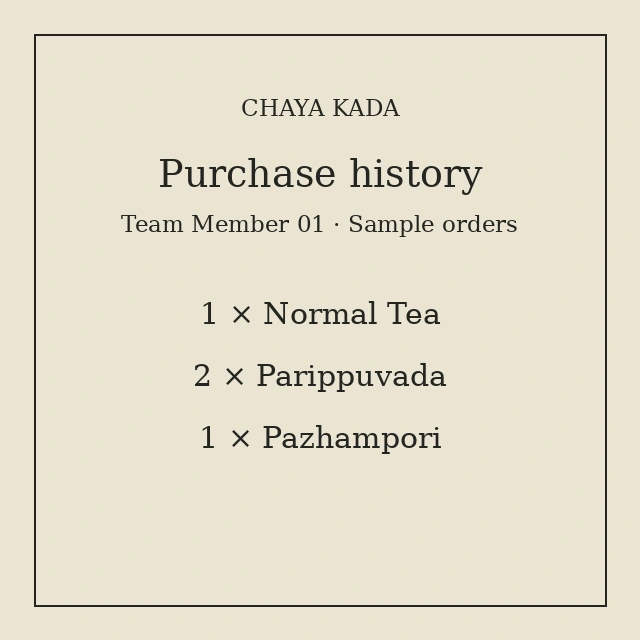 CHAYA KADA
Purchase history
Team Member 01 · Sample orders
1 × Normal Tea
2 × Parippuvada
1 × Pazhampori